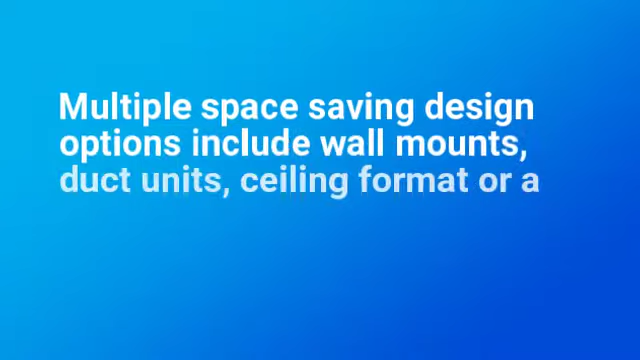 Multiple space saving design
options include wall mounts,
duct units, ceiling format or a